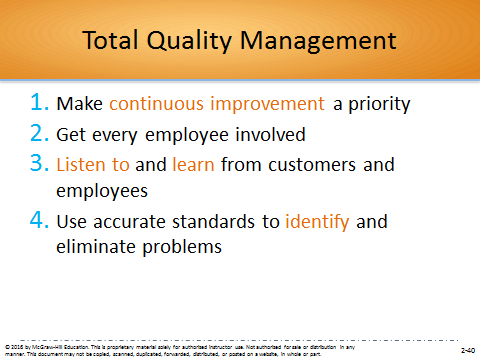 Total Quality Management
1. Make continuous improvement a priority
2. Get every employee involved
3. Listen to and learn from customers and
employees
4. Use accurate standards to identify and
eliminate problems
© 2016 by McGraw-Hill Education. This is proprietary material solely for authorized instructor use. Not authorized for sale or distribution in any
manner. This document may not be copied, scanned, duplicated, forwarded, distributed, or posted on a website, in whole or part.
2-40